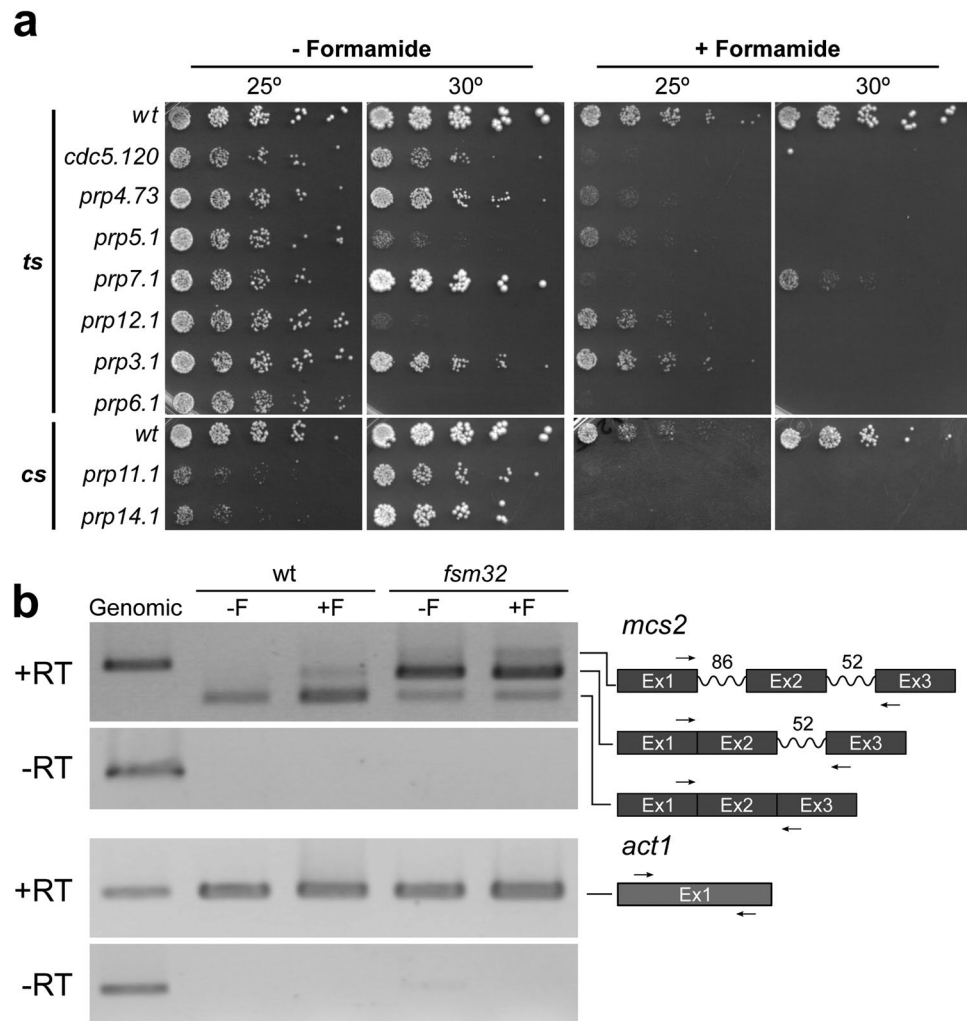 a
- Formamide + Formamide
25º 30º 25º 30º
wt
cdc5.120
prp4.73
prp5.1
ts
prp7.1
prp12.1
prp3.1
prp6.1
wt
cs
prp11.1
prp14.1
b
wt fsm32
Genomic -F +F -F +F
mcs2
+RT
86 52
Ex1 Ex2 Ex3
52
Ex1 Ex2 Ex3
-RT
Ex1 Ex2 Ex3
act1
+RT
Ex1
-RT